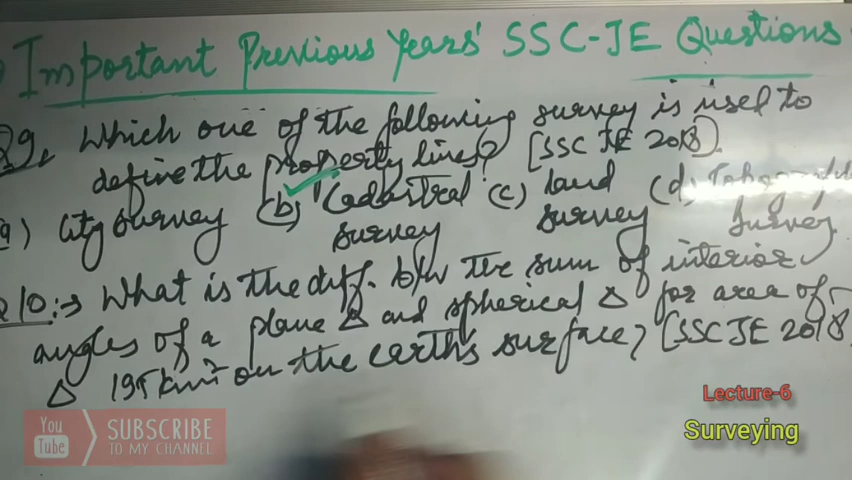 Important Previous Years' SSC-JE Questions
Q9. Which one of the following survey is used to
define the property lines? [SSC JE 2018].
a) City survey (b) Cadastral (c) land (d)
survey survey survey.
Q10:→ What is the diff. b/w the sum of interior
angles of a plane Δ and spherical Δ for area of
Δ 195 km² on the earth's surface? [SSC JE 2018]
Lecture-6
Surveying
You
Tube
SUBSCRIBE
TO MY CHANNEL